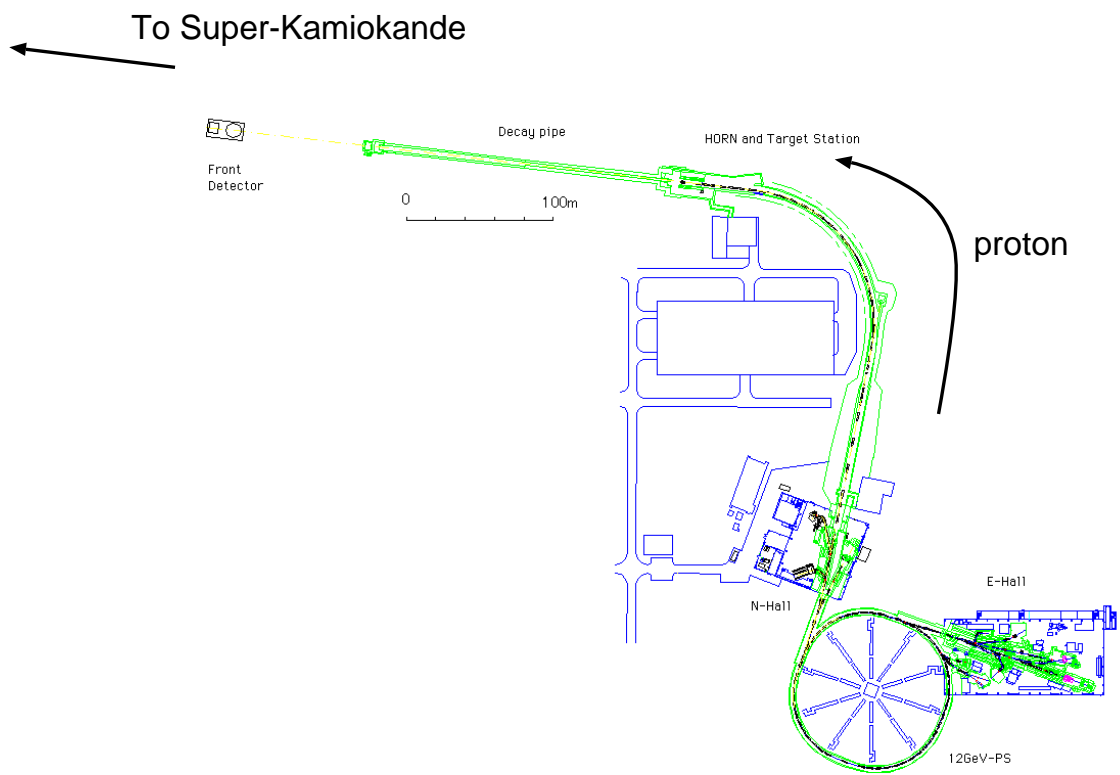 To Super-Kamiokande
Decay pipe
HORN and Target Station
Front
Detector
0 100m
proton
E-Hall
N-Hall
12GeV-PS